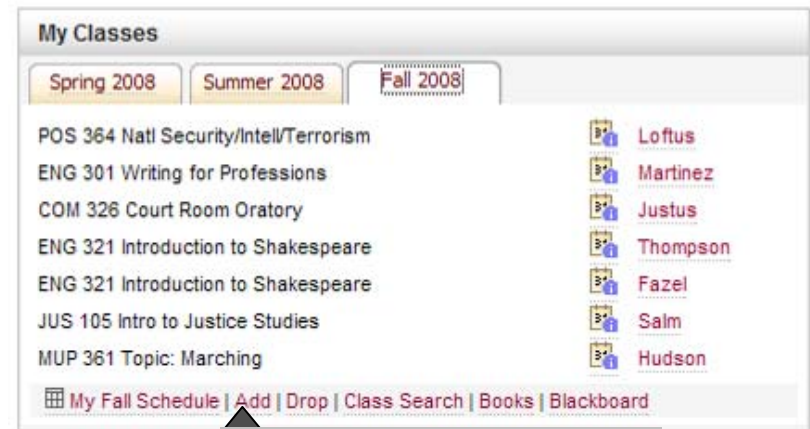 My Classes
Spring 2008 Summer 2008 Fall 2008
POS 364 Natl Security/Intell/Terrorism Loftus
ENG 301 Writing for Professions Martinez
COM 326 Court Room Oratory Justus
ENG 321 Introduction to Shakespeare Thompson
ENG 321 Introduction to Shakespeare Fazel
JUS 105 Intro to Justice Studies Salm
MUP 361 Topic: Marching Hudson
My Fall Schedule | Add | Drop | Class Search | Books | Blackboard